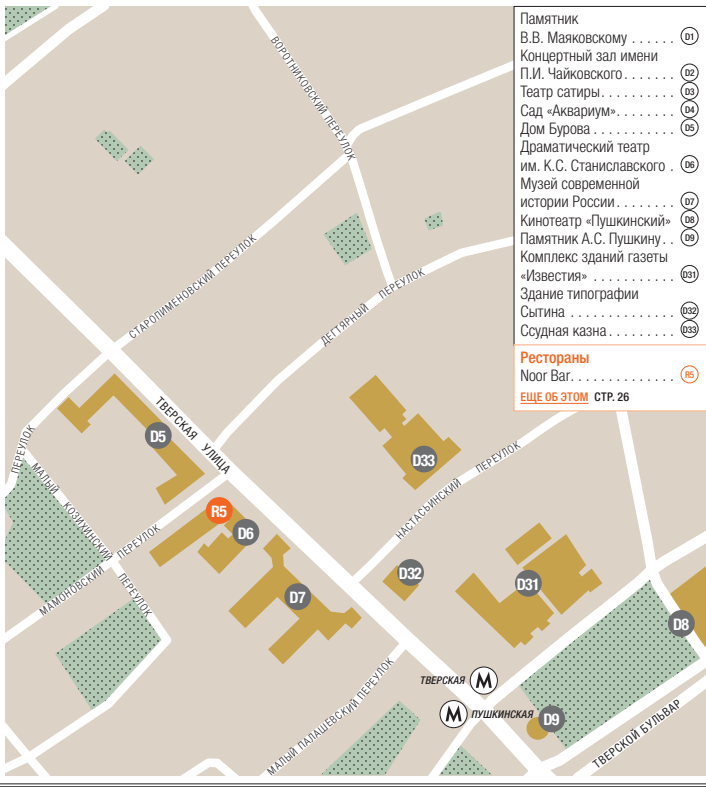 Памятник
В.В. Маяковскому . . . . . . D1
Концертный зал имени
П.И. Чайковского . . . . . . . D2
Театр сатиры. . . . . . . . . . D3
Сад «Аквариум». . . . . . . . D4
Дом Бурова . . . . . . . . . . . D5
Драматический театр
им. К.С. Станиславского . D6
Музей современной
истории России . . . . . . . . D7
Кинотеатр «Пушкинский» D8
Памятник А.С. Пушкину . . D9
Комплекс зданий газеты
«Известия» . . . . . . . . . . . D31
Здание типографии
Сытина . . . . . . . . . . . . . . D32
Ссудная казна . . . . . . . . . D33
Рестораны
Noor Bar. . . . . . . . . . . . . . R5
ЕЩЕ ОБ ЭТОМ СТР. 26
ВОРОТНИКОВСКИЙ ПЕРЕУЛОК
СТАРОПИМЕНОВСКИЙ ПЕРЕУЛОК
ДЕГТЯРНЫЙ ПЕРЕУЛОК
ТВЕРСКАЯ УЛИЦА
ПЕРЕУЛОК
МАЛЫЙ КОЗИХИНСКИЙ ПЕРЕУЛОК
МАМОНОВСКИЙ ПЕРЕУЛОК
НАСТАСЬИНСКИЙ ПЕРЕУЛОК
МАЛЫЙ ПАЛАШЕВСКИЙ ПЕРЕУЛОК
ТВЕРСКОЙ БУЛЬВАР
D5
D33
R5
D6
D32
D31
D7
D8
ТВЕРСКАЯ М
М ПУШКИНСКАЯ
D9